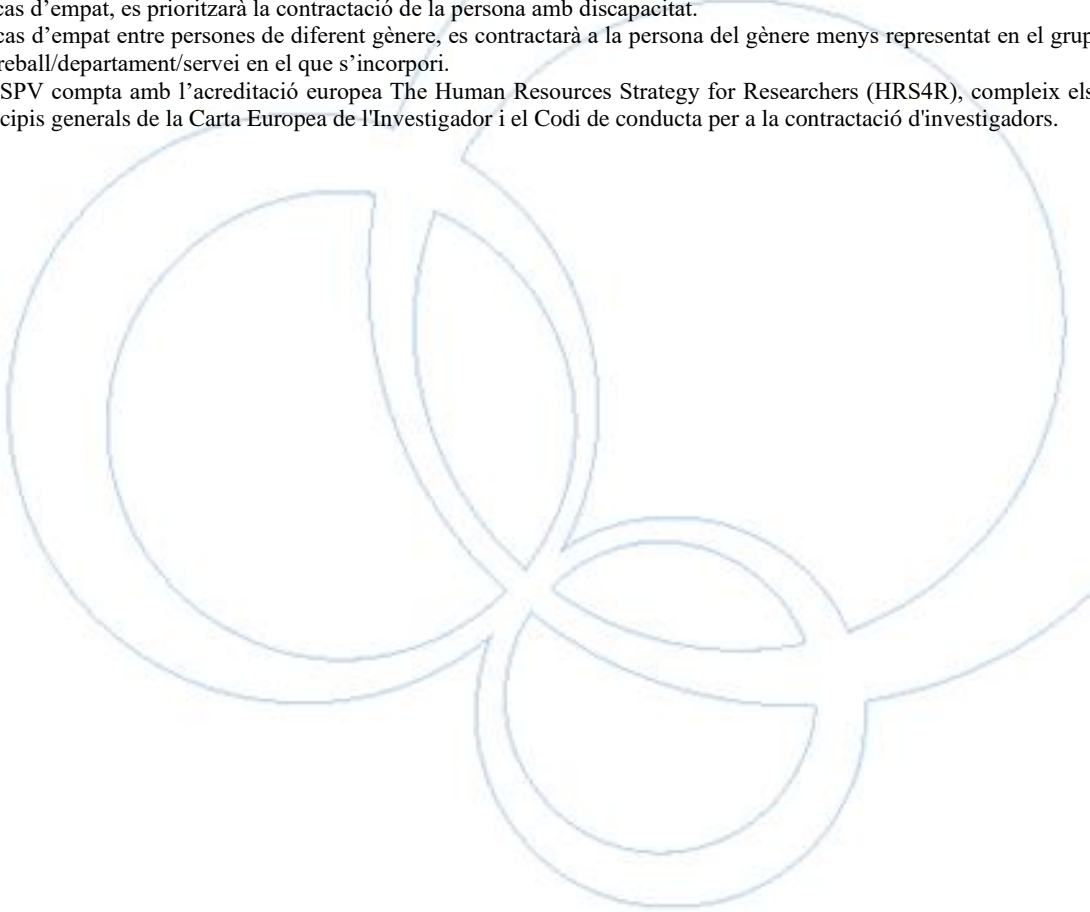 cas d’empat, es prioritzarà la contractació de la persona amb discapacitat.
cas d’empat entre persones de diferent gènere, es contractarà a la persona del gènere menys representat en el grup
reball/departament/servei en el que s’incorpori.
SPV compta amb l’acreditació europea The Human Resources Strategy for Researchers (HRS4R), compleix els
cipis generals de la Carta Europea de l'Investigador i el Codi de conducta per a la contractació d'investigadors.